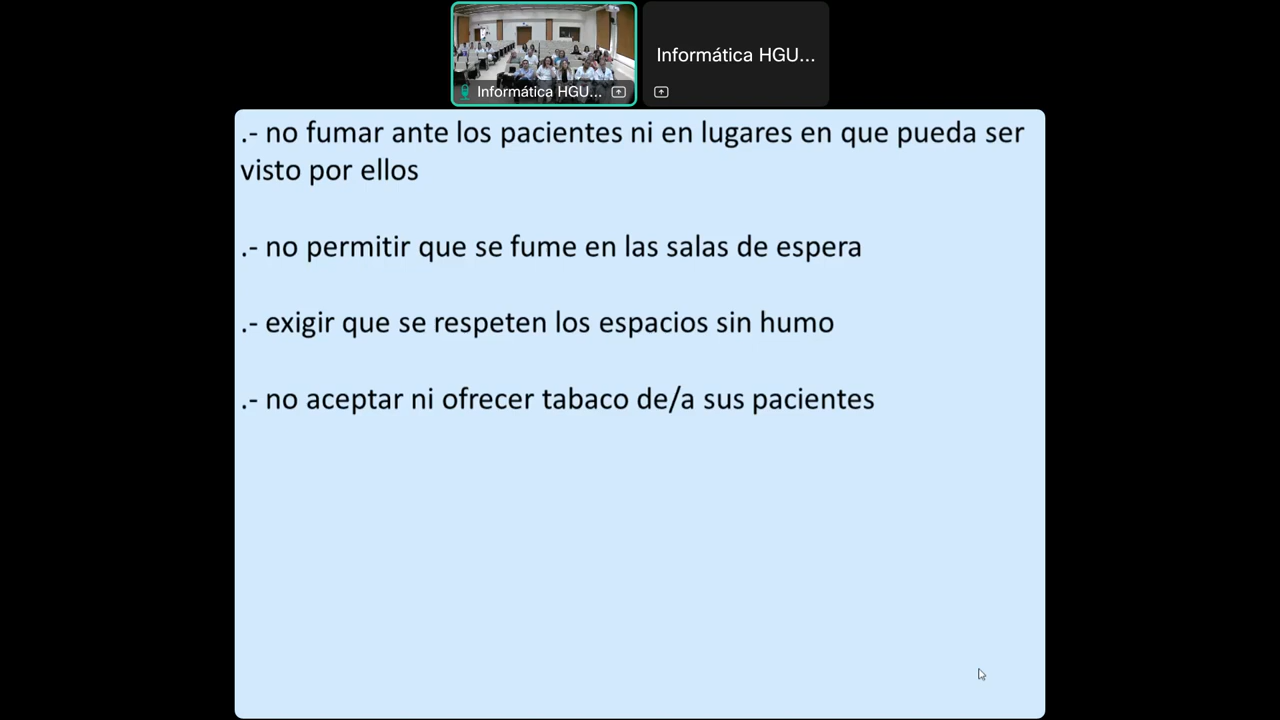 Informática HGU...
Informática HGU...
.- no fumar ante los pacientes ni en lugares en que pueda ser
visto por ellos
.- no permitir que se fume en las salas de espera
.- exigir que se respeten los espacios sin humo
.- no aceptar ni ofrecer tabaco de/a sus pacientes